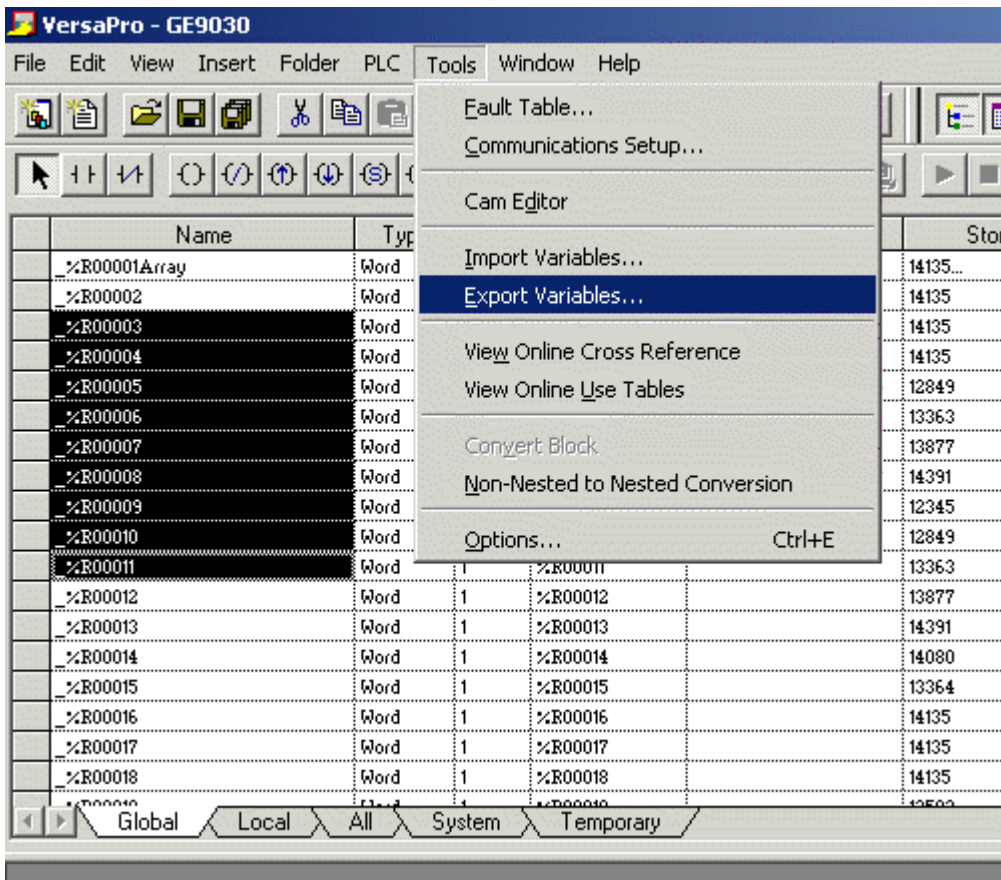 VersaPro - GE9030
File Edit View Insert Folder PLC Tools Window Help
Fault Table...
Communications Setup...
Cam Editor
Import Variables...
Export Variables...
View Online Cross Reference
View Online Use Tables
Convert Block
Non-Nested to Nested Conversion
Options... Ctrl+E
Name
_%R00001Array Word 14135...
_%R00002 Word 14135
_%R00003 Word 14135
_%R00004 Word 14135
_%R00005 Word 12849
_%R00006 Word 13363
_%R00007 Word 13877
_%R00008 Word 14391
_%R00009 Word 12345
_%R00010 Word 12849
_%R00011 Word 1 %R00011 13363
_%R00012 Word 1 %R00012 13877
_%R00013 Word 1 %R00013 14391
_%R00014 Word 1 %R00014 14080
_%R00015 Word 1 %R00015 13364
_%R00016 Word 1 %R00016 14135
_%R00017 Word 1 %R00017 14135
_%R00018 Word 1 %R00018 14135
Global Local All System Temporary